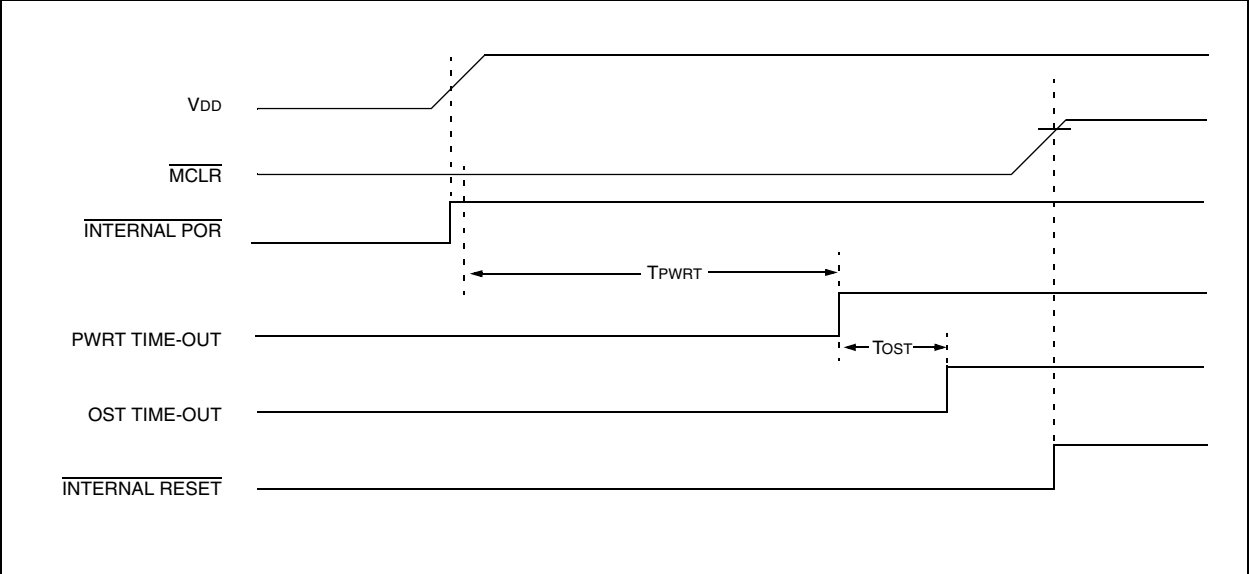 VDD
MCLR
INTERNAL POR
TPWRT
PWRT TIME-OUT
TOST
OST TIME-OUT
INTERNAL RESET